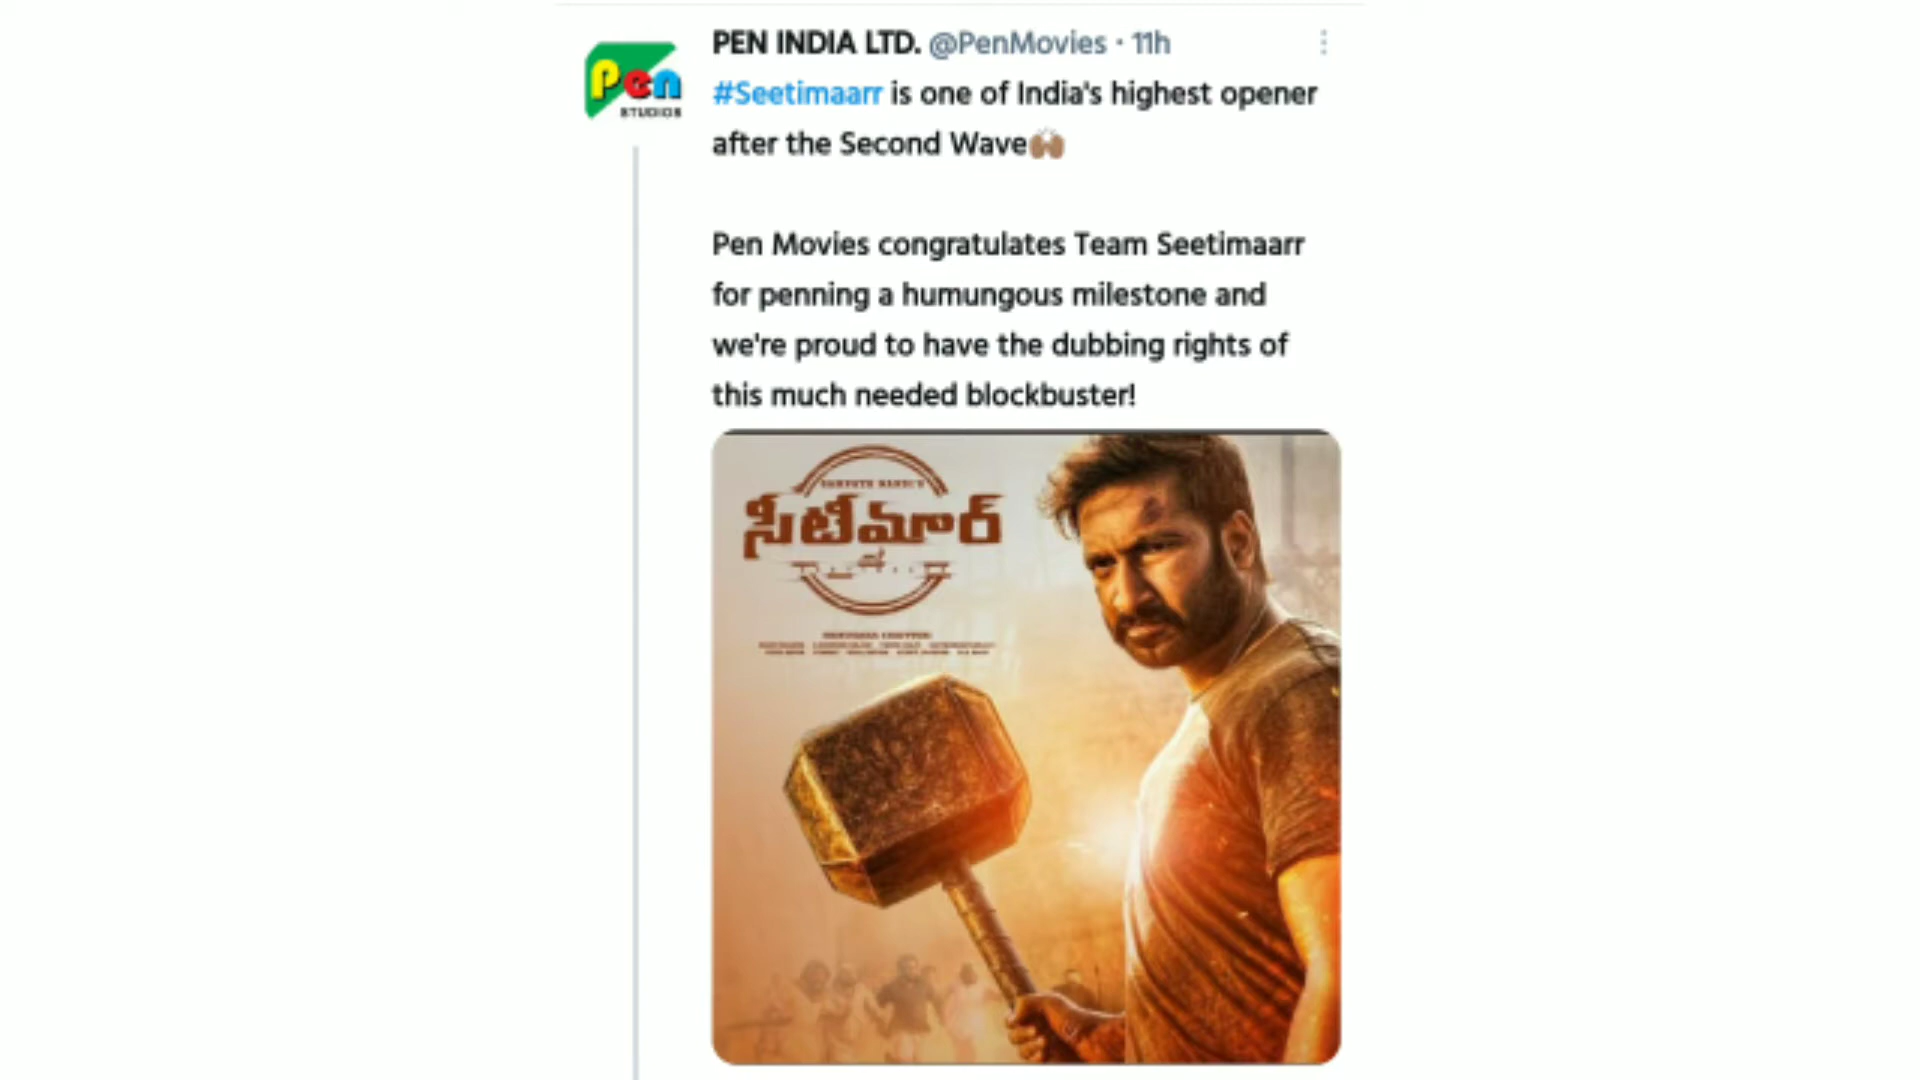 Pen
STUDIOS
PEN INDIA LTD. @PenMovies · 11h
#Seetimaarr is one of India's highest opener
after the Second Wave🙌🏽
Pen Movies congratulates Team Seetimaarr
for penning a humungous milestone and
we're proud to have the dubbing rights of
this much needed blockbuster!
SAMPATH NANDI'S
సీటీమార్